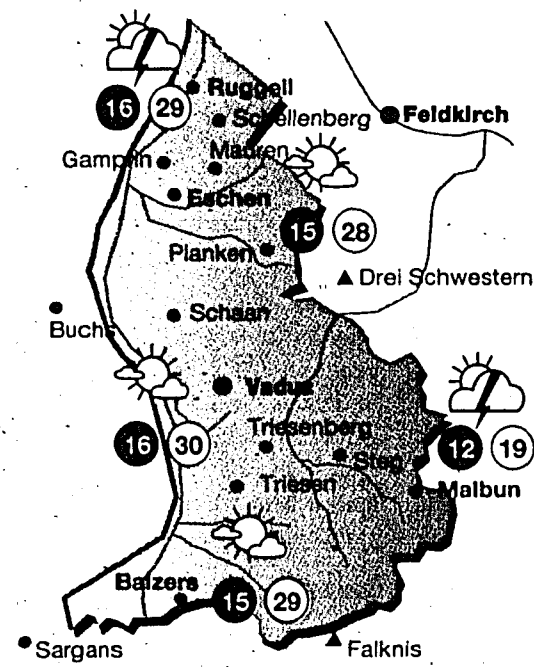 Ruggell
16 29
Schellenberg
Feldkirch
Mauren
Gamprin
Eschen
15 28
Planken
Drei Schwestern
Schaan
Buchs
Vaduz
Triesenberg
16 30
Steg
12 19
Triesen
Malbun
Balzers
15 29
Sargans
Falknis